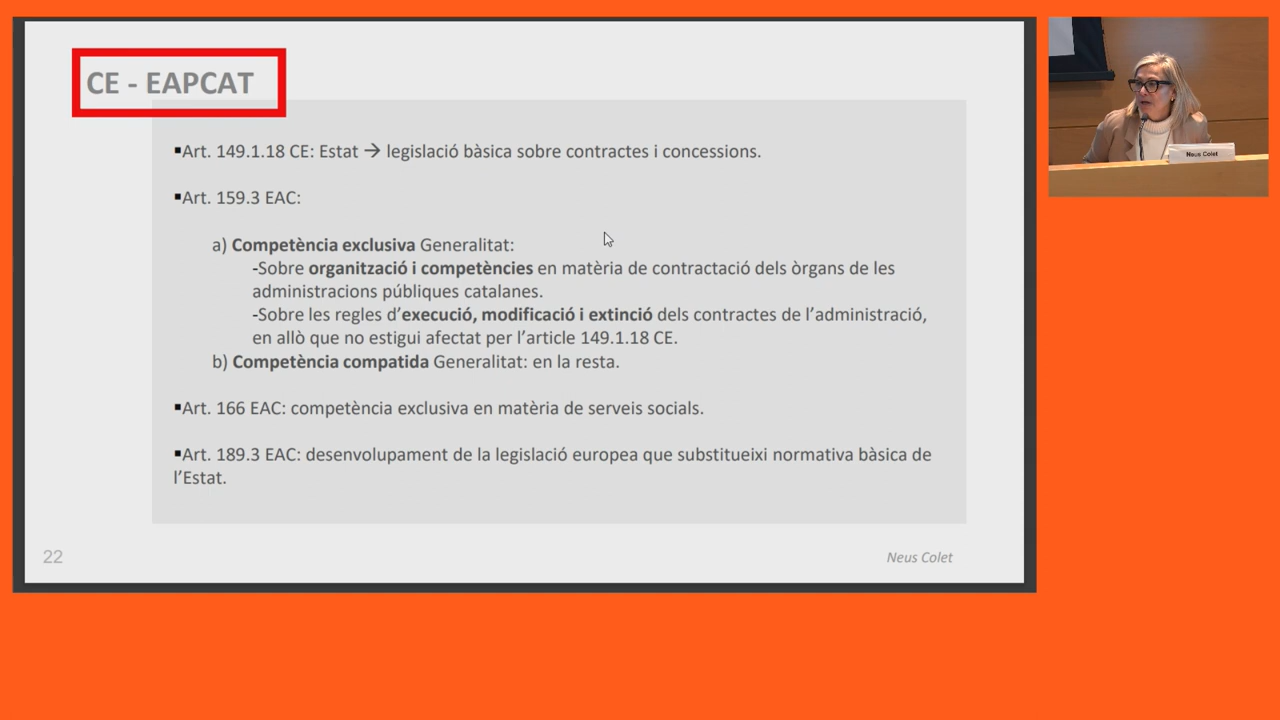 CE - EAPCAT
▪Art. 149.1.18 CE: Estat → legislació bàsica sobre contractes i concessions.
▪Art. 159.3 EAC:
a) Competència exclusiva Generalitat:
-Sobre organització i competències en matèria de contractació dels òrgans de les
administracions públiques catalanes.
-Sobre les regles d’execució, modificació i extinció dels contractes de l’administració,
en allò que no estigui afectat per l’article 149.1.18 CE.
b) Competència compatida Generalitat: en la resta.
▪Art. 166 EAC: competència exclusiva en matèria de serveis socials.
▪Art. 189.3 EAC: desenvolupament de la legislació europea que substitueixi normativa bàsica de
l’Estat.
22
Neus Colet
Neus Colet